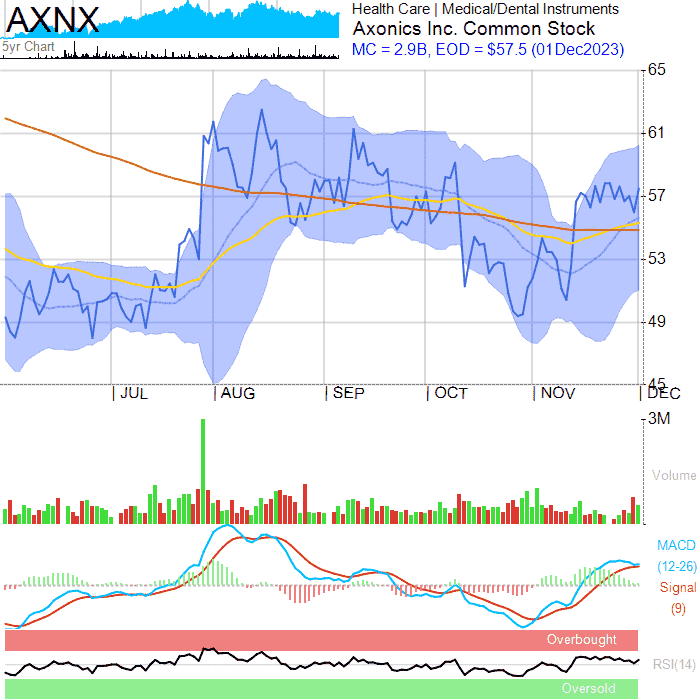 AXNX
5yr Chart
Health Care | Medical/Dental Instruments
Axonics Inc. Common Stock
MC = 2.9B, EOD = $57.5 (01Dec2023)
65
61
57
53
49
45
JUL
AUG
SEP
OCT
NOV
DEC
3M
Volume
MACD
(12-26)
Signal
(9)
Overbought
RSI(14)
Oversold